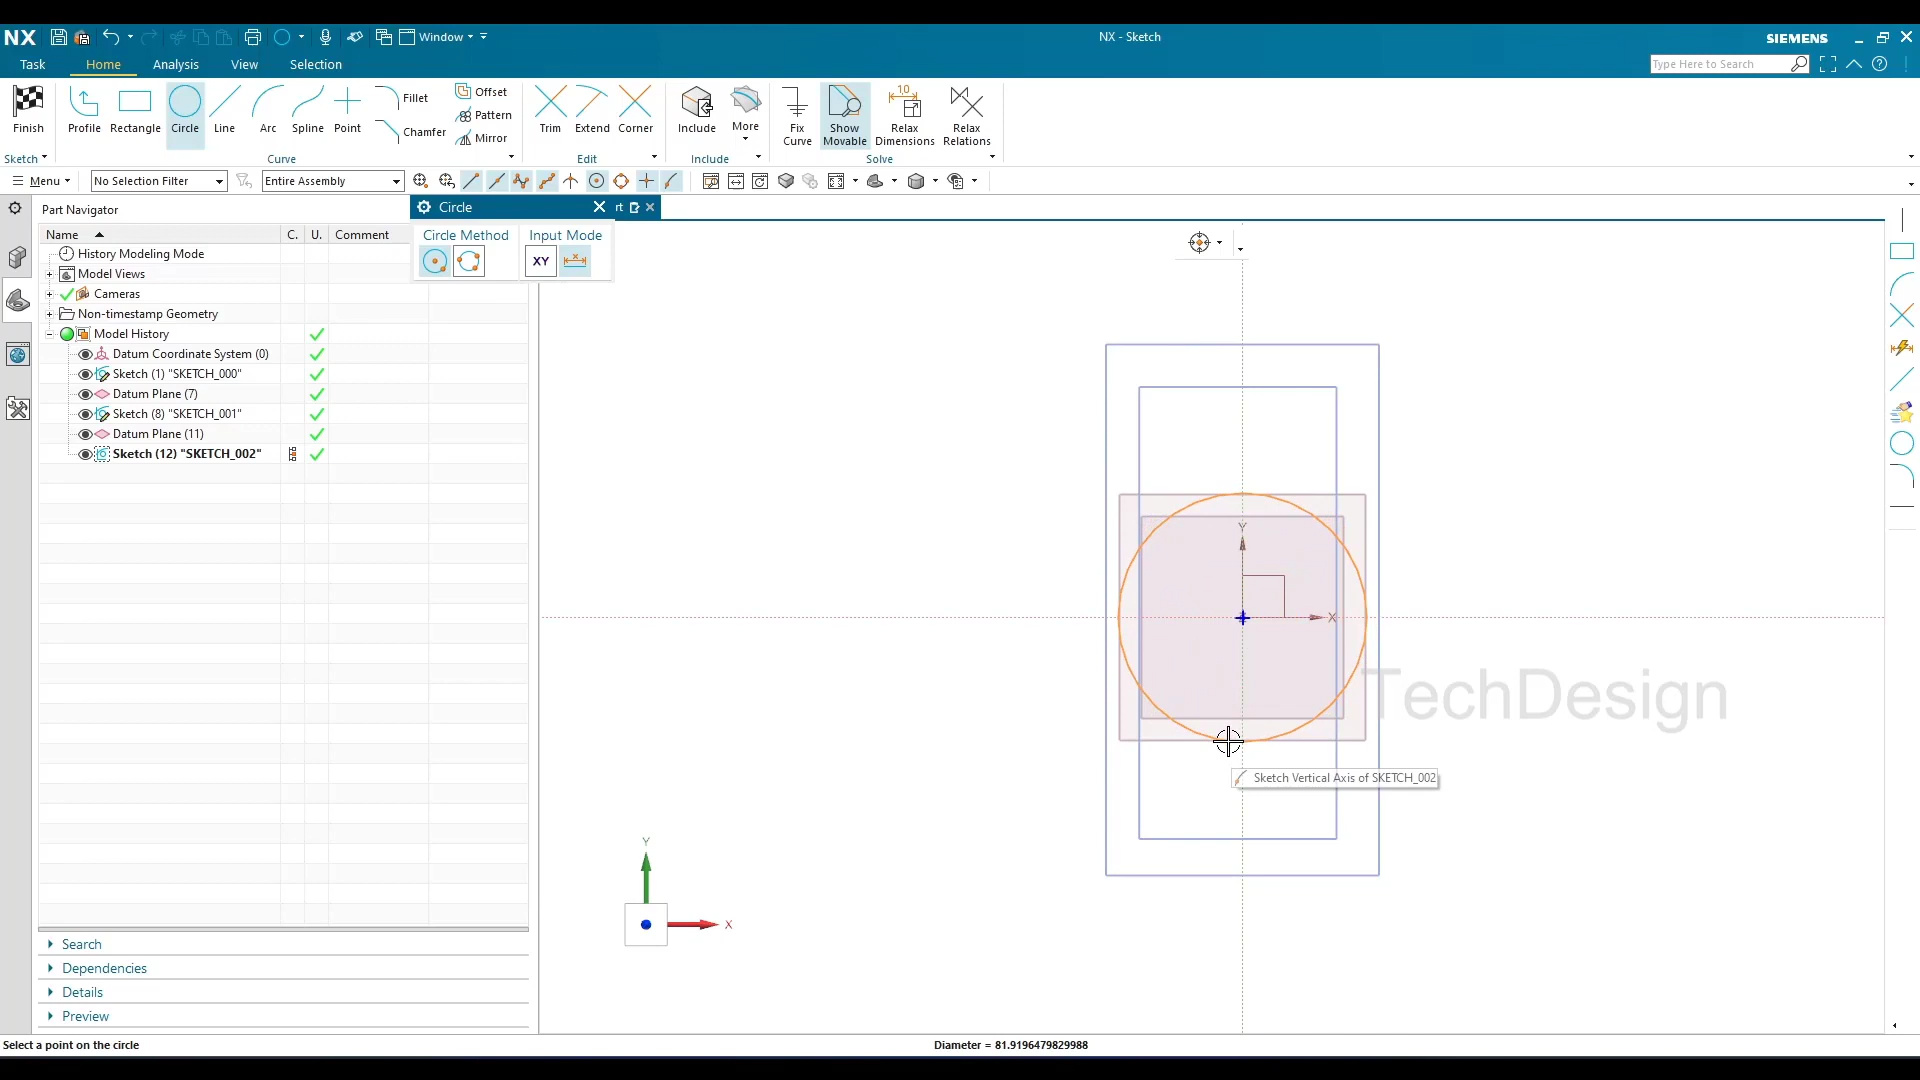 NX
Window
NX - Sketch
SIEMENS
Task
Home
Analysis
View
Selection
Type Here to Search
Finish
Profile
Rectangle
Circle
Line
Arc
Spline
Point
Fillet
Chamfer
Offset
Pattern
Mirror
Trim
Extend
Corner
Include
More
Fix
Curve
Show
Movable
1.0
Relax
Dimensions
Relax
Relations
Sketch
Curve
Edit
Include
Solve
Menu
No Selection Filter
Entire Assembly
Part Navigator
Circle
rt
Name
C.
U.
Comment
Circle Method
Input Mode
XY
History Modeling Mode
Model Views
Cameras
Non-timestamp Geometry
Model History
Datum Coordinate System (0)
Sketch (1) "SKETCH_000"
Datum Plane (7)
Sketch (8) "SKETCH_001"
Datum Plane (11)
Sketch (12) "SKETCH_002"
Y
X
TechDesign
Sketch Vertical Axis of SKETCH_002
Y
X
Search
Dependencies
Details
Preview
Select a point on the circle
Diameter = 81.9196479829988